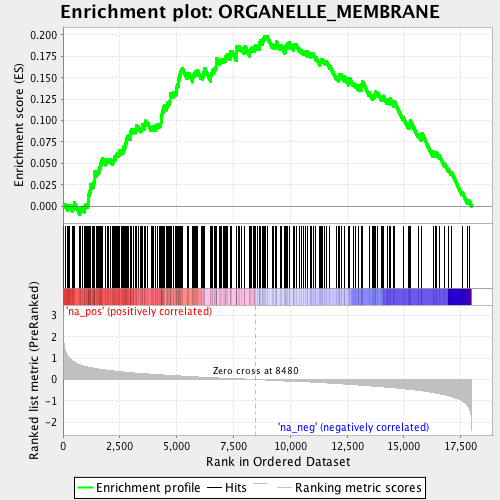 Enrichment plot: ORGANELLE_MEMBRANE
Enrichment score (ES)
0.200
0.175
0.150
0.125
0.100
0.075
0.050
0.025
0.000
Ranked list metric (PreRanked)
'na_pos' (positively correlated)
3
2
1
0
-1
-2
Zero cross at 8480
'na_neg' (negatively correlated)
0
2,500
5,000
7,500
10,000
12,500
15,000
17,500
Rank in Ordered Dataset
Enrichment profile
Hits
Ranking metric scores